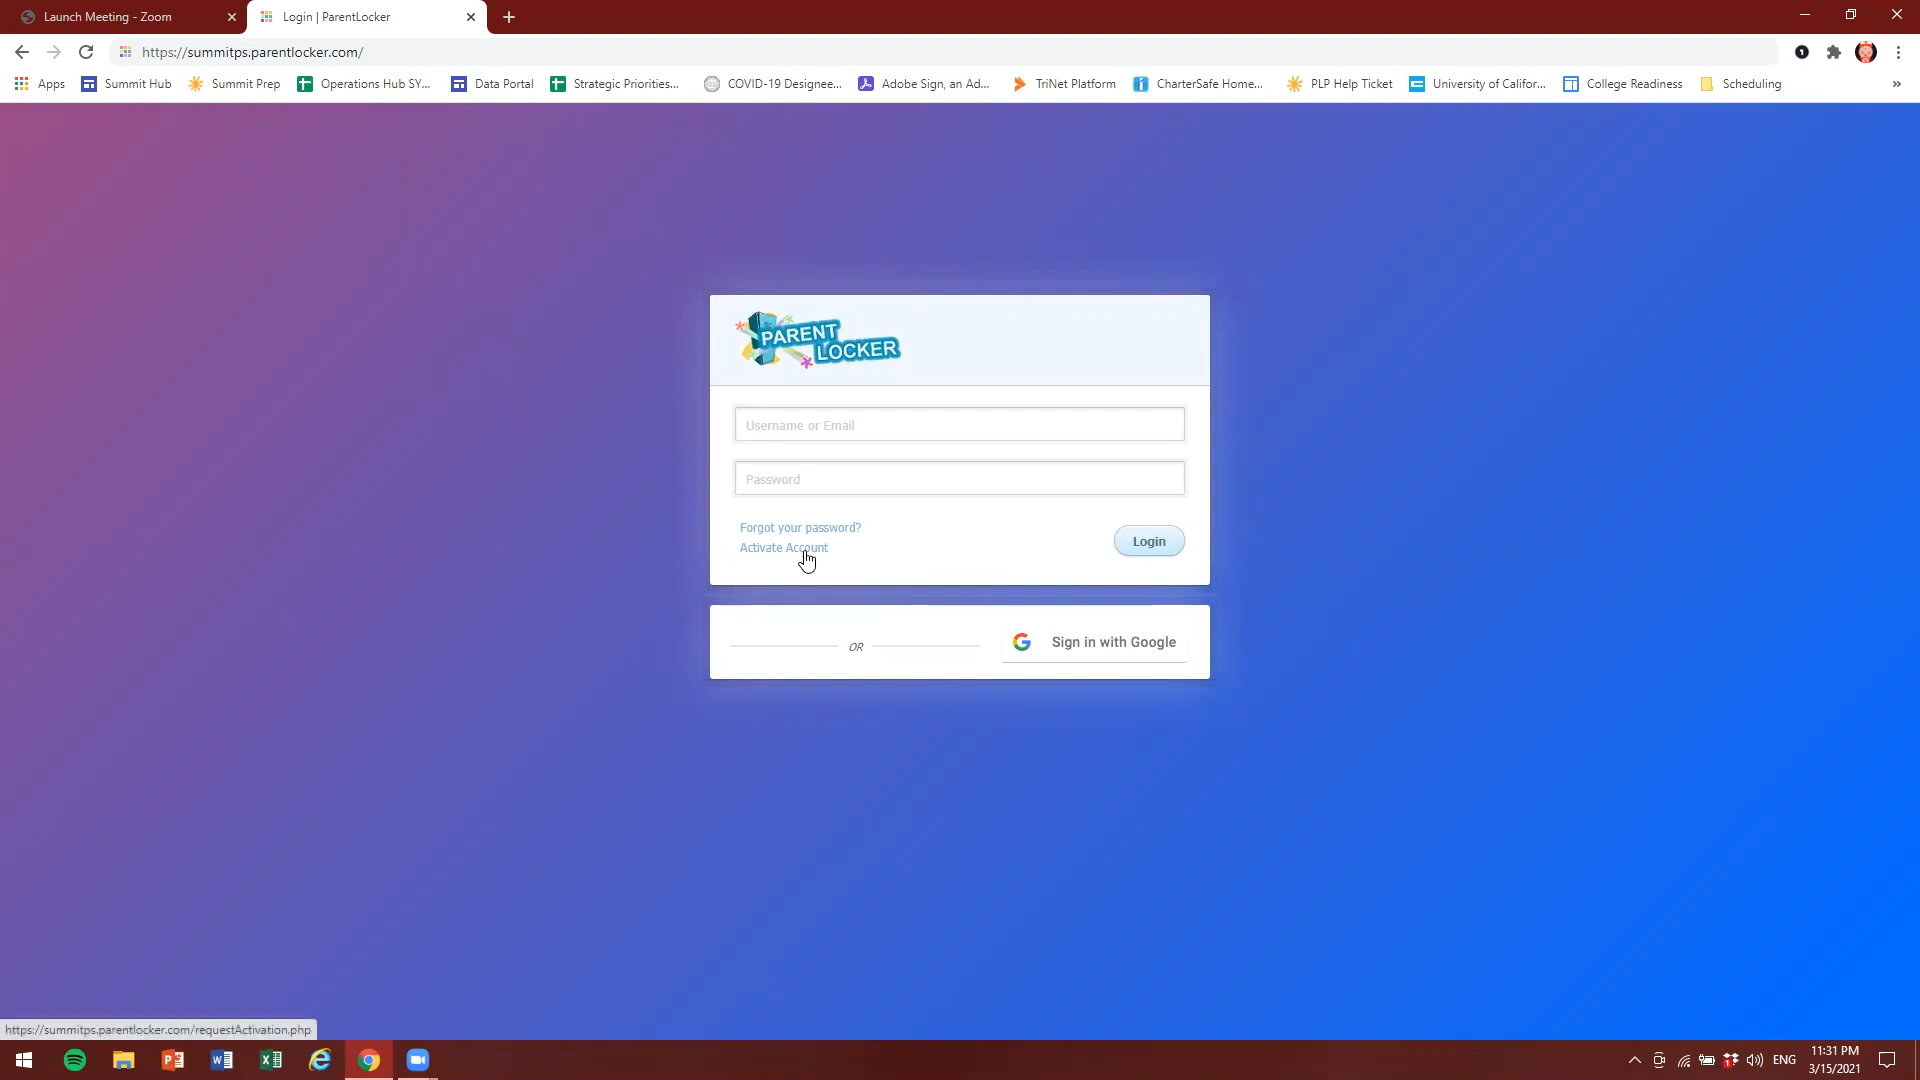 Launch Meeting - Zoom
Login | ParentLocker
https://summitps.parentlocker.com/
Apps
Summit Hub
Summit Prep
Operations Hub SY...
Data Portal
Strategic Priorities...
COVID-19 Designee...
Adobe Sign, an Ad...
TriNet Platform
CharterSafe Home...
PLP Help Ticket
University of Califor...
College Readiness
Scheduling
»
PARENT
LOCKER
Username or Email
Password
Forgot your password?
Activate Account
Login
OR
Sign in with Google
https://summitps.parentlocker.com/requestActivation.php
ENG
11:31 PM
3/15/2021